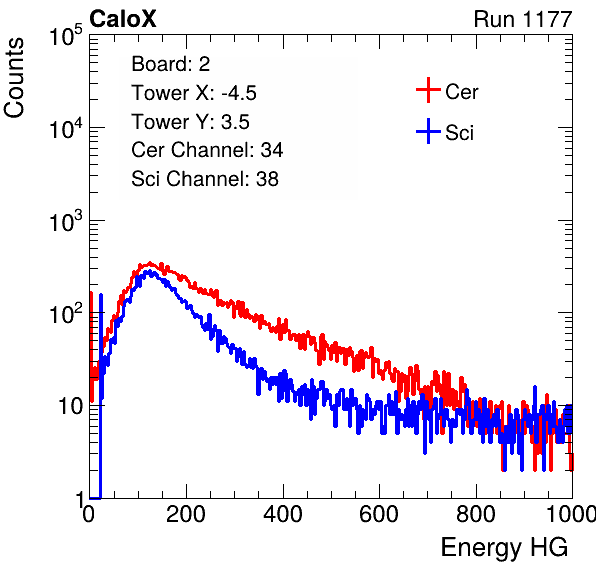 CaloX Run 1177
Counts
10^5
10^4
10^3
10^2
10
1
Board: 2
Tower X: -4.5
Tower Y: 3.5
Cer Channel: 34
Sci Channel: 38
Cer
Sci
0 200 400 600 800 1000
Energy HG